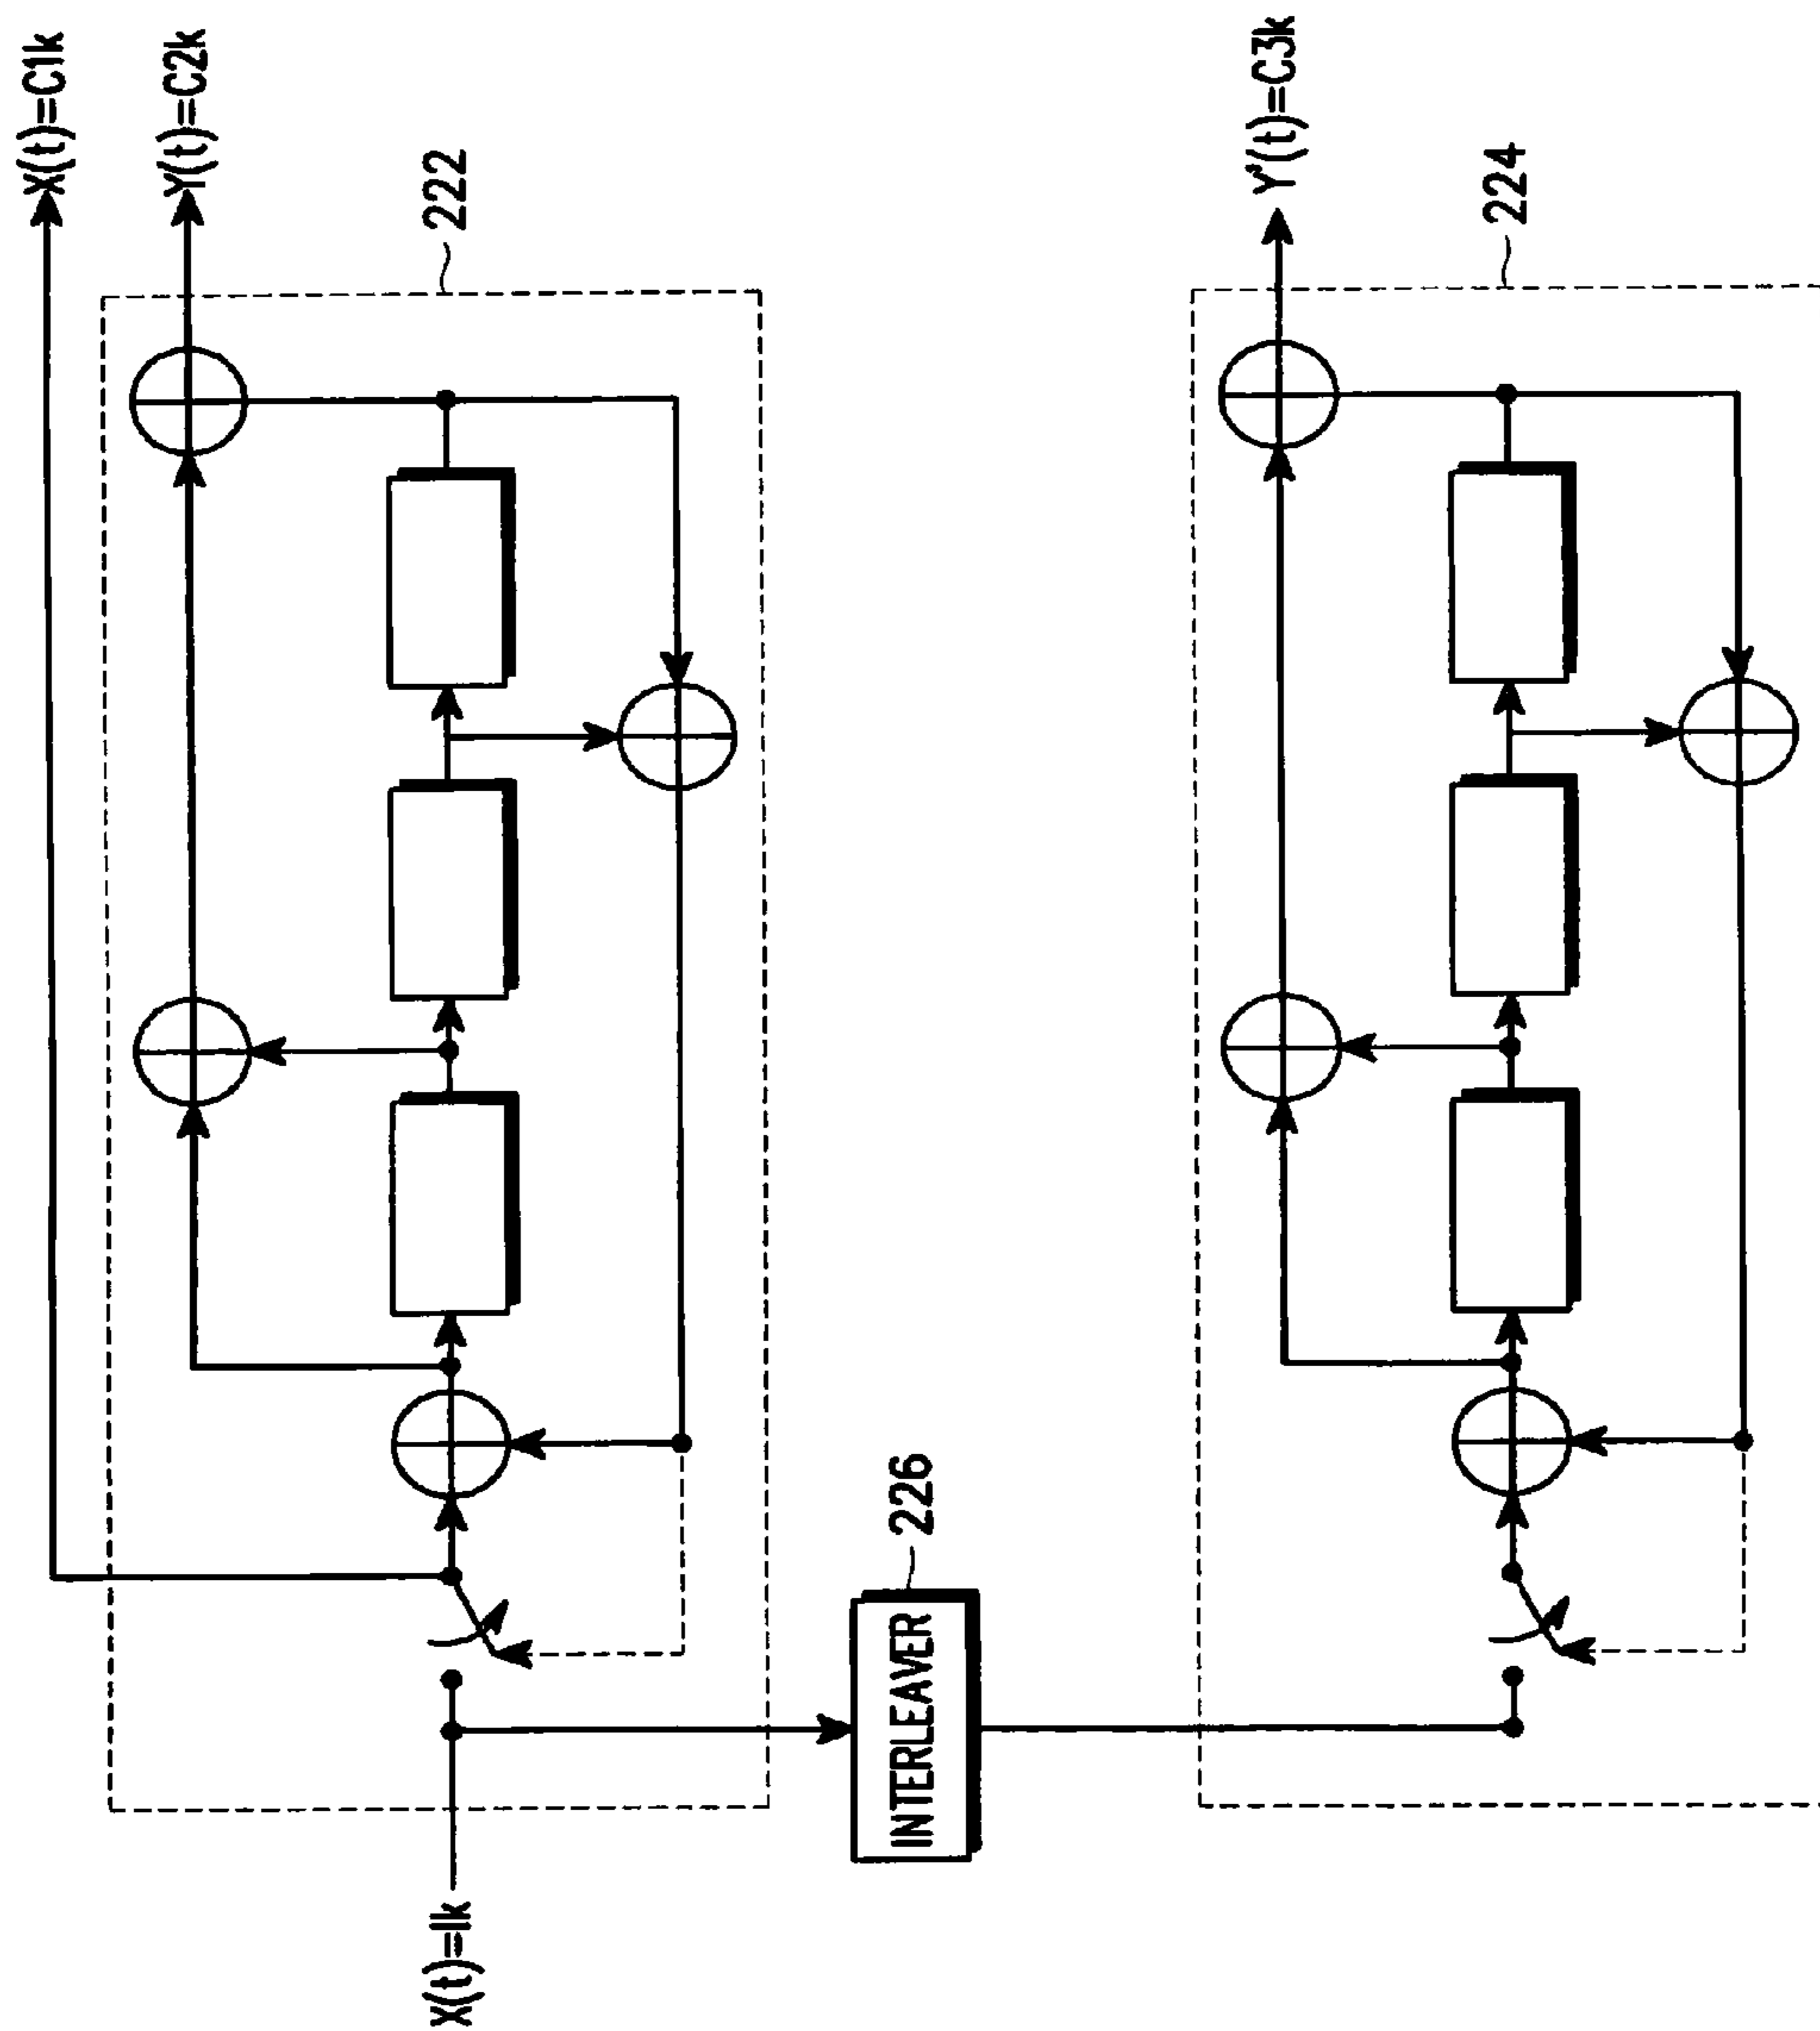 X(t)=C1k
Y(t)=C2k
222
X(t)=Ik
INTERLEAVER
226
Y'(t)=C3k
224